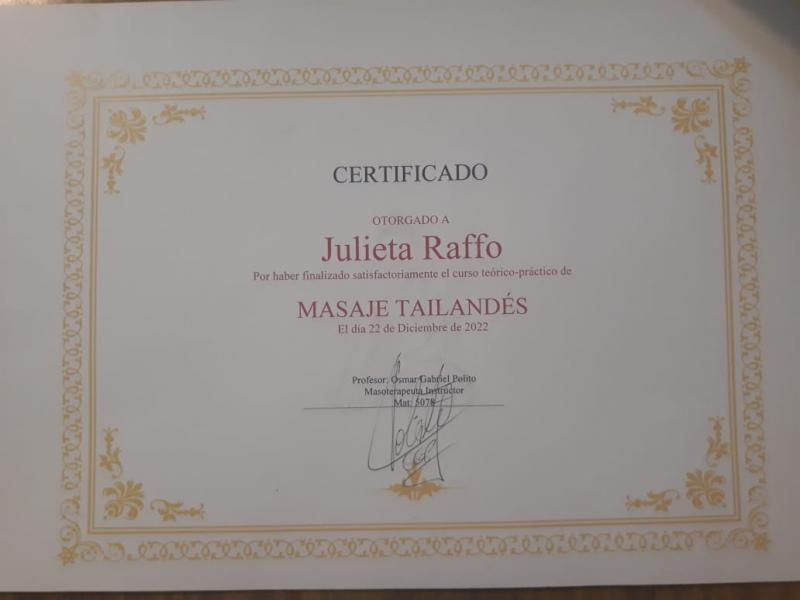 CERTIFICADO
OTORGADO A
Julieta Raffo
Por haber finalizado satisfactoriamente el curso teórico-práctico de
MASAJE TAILANDÉS
El día 22 de Diciembre de 2022
Profesor: Osmar Gabriel Polito
Masoterapeuta Instructor
Mat: 5078